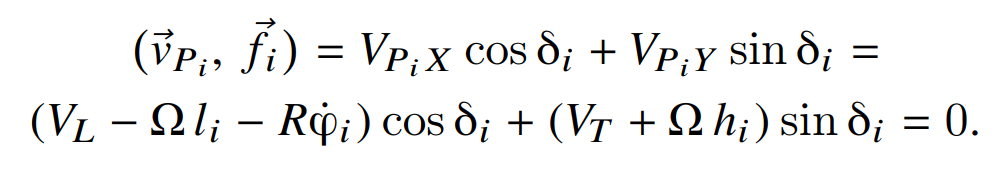 (v⃗_{P_i}, f⃗_i) = V_{P_i X} cos δ_i + V_{P_i Y} sin δ_i =
(V_L − Ω l_i − Rφ̇_i) cos δ_i + (V_T + Ω h_i) sin δ_i = 0.